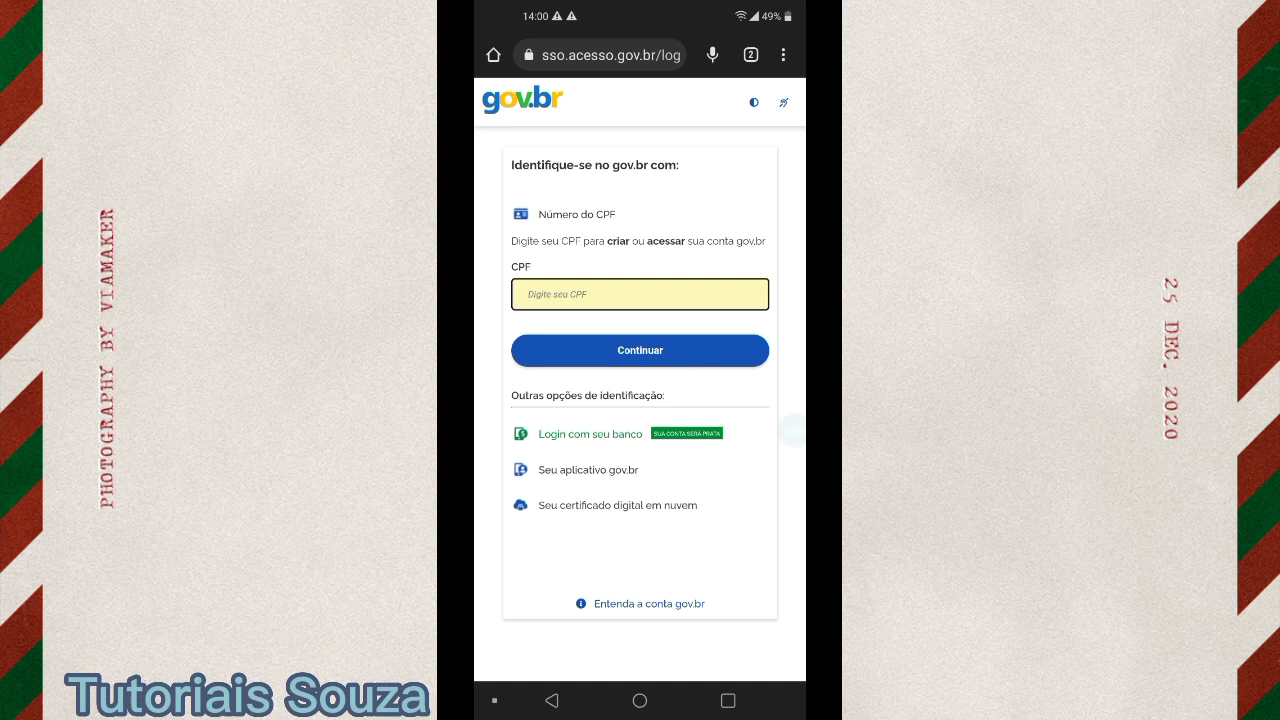 14:00
49%
sso.acesso.gov.br/log
2
gov.br
Identifique-se no gov.br com:
Número do CPF
Digite seu CPF para criar ou acessar sua conta gov.br
CPF
Digite seu CPF
Continuar
Outras opções de identificação:
Login com seu banco SUA CONTA SERÁ PRATA
Seu aplicativo gov.br
Seu certificado digital em nuvem
Entenda a conta gov.br
PHOTOGRAPHY BY VIAMAKER
25 DEC. 2020
Tutoriais Souza